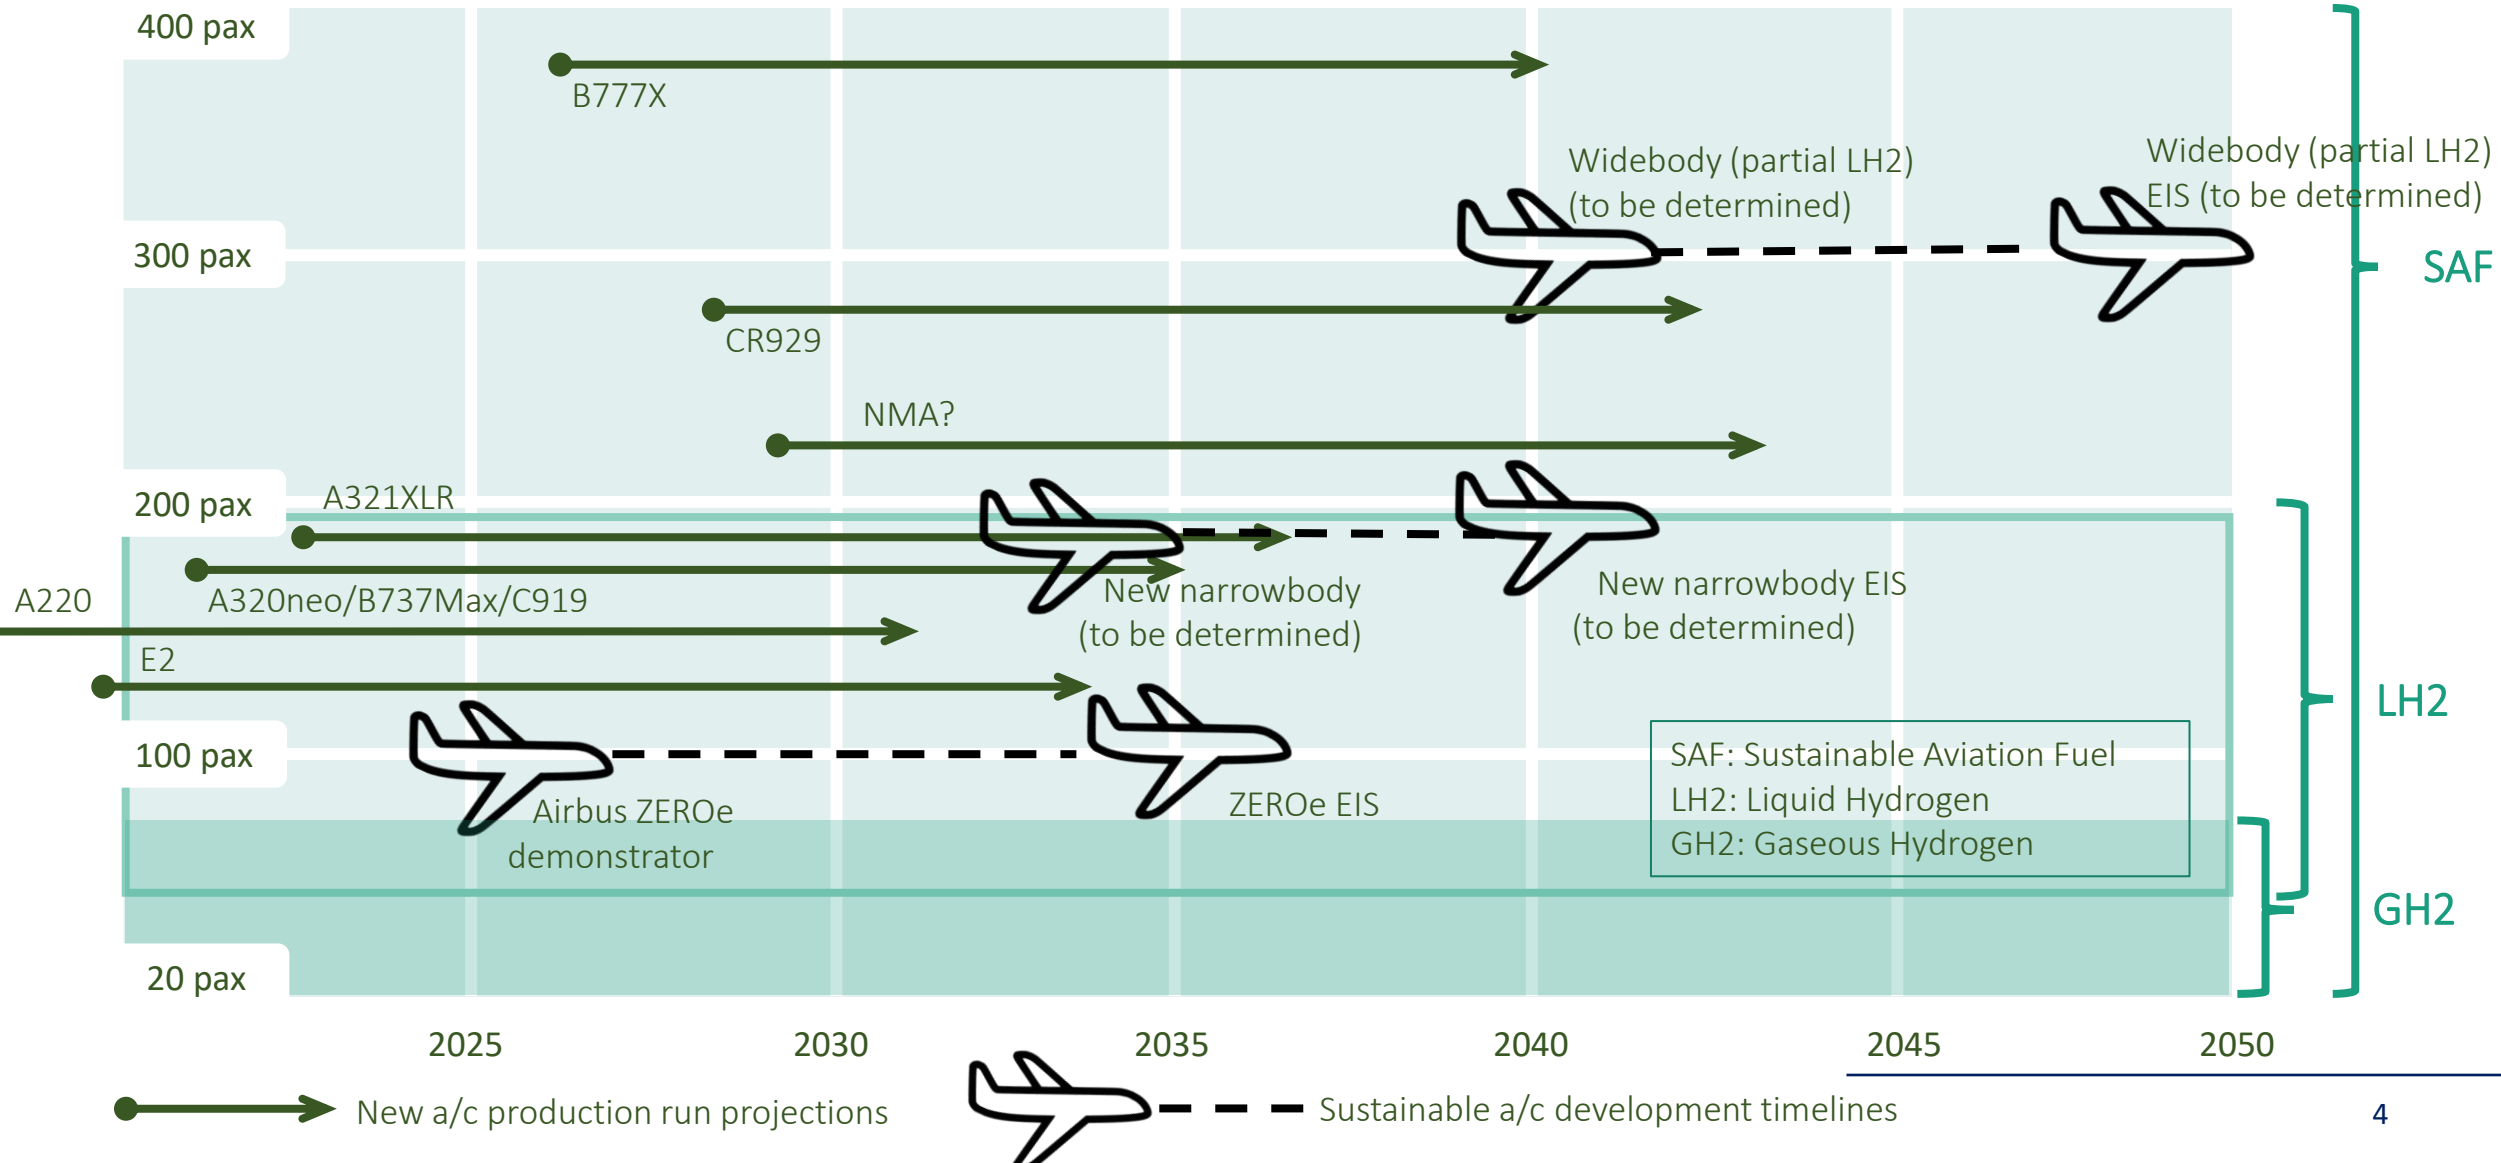 400 pax
B777X
Widebody (partial LH2)
(to be determined)
Widebody (partial LH2)
EIS (to be determined)
300 pax
SAF
CR929
NMA?
200 pax
A321XLR
A220
A320neo/B737Max/C919
New narrowbody
(to be determined)
New narrowbody EIS
(to be determined)
E2
LH2
100 pax
Airbus ZEROe
demonstrator
ZEROe EIS
SAF: Sustainable Aviation Fuel
LH2: Liquid Hydrogen
GH2: Gaseous Hydrogen
GH2
20 pax
2025 2030 2035 2040 2045 2050
New a/c production run projections
Sustainable a/c development timelines
4